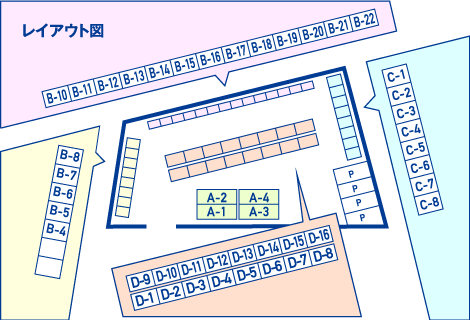 レイアウト図
B-10 B-11 B-12 B-13 B-14 B-15 B-16 B-17 B-18 B-19 B-20 B-21 B-22
B-8
B-7
B-6
B-5
B-4
C-1
C-2
C-3
C-4
C-5
C-6
C-7
C-8
A-2 A-4
A-1 A-3
P
P
P
P
D-9 D-10 D-11 D-12 D-13 D-14 D-15 D-16
D-1 D-2 D-3 D-4 D-5 D-6 D-7 D-8